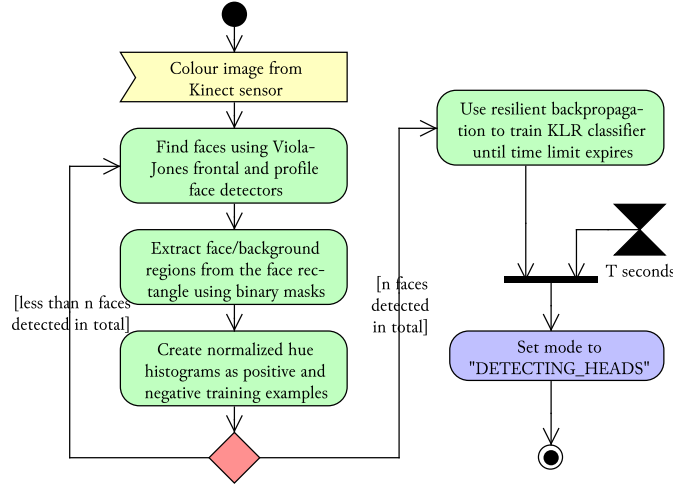 Colour image from
Kinect sensor
Find faces using Viola-
Jones frontal and profile
face detectors
Extract face/background
regions from the face rec-
tangle using binary masks
[less than n faces
detected in total]
Create normalized hue
histograms as positive and
negative training examples
[n faces
detected
in total]
Use resilient backpropaga-
tion to train KLR classifier
until time limit expires
T seconds
Set mode to
"DETECTING_HEADS"